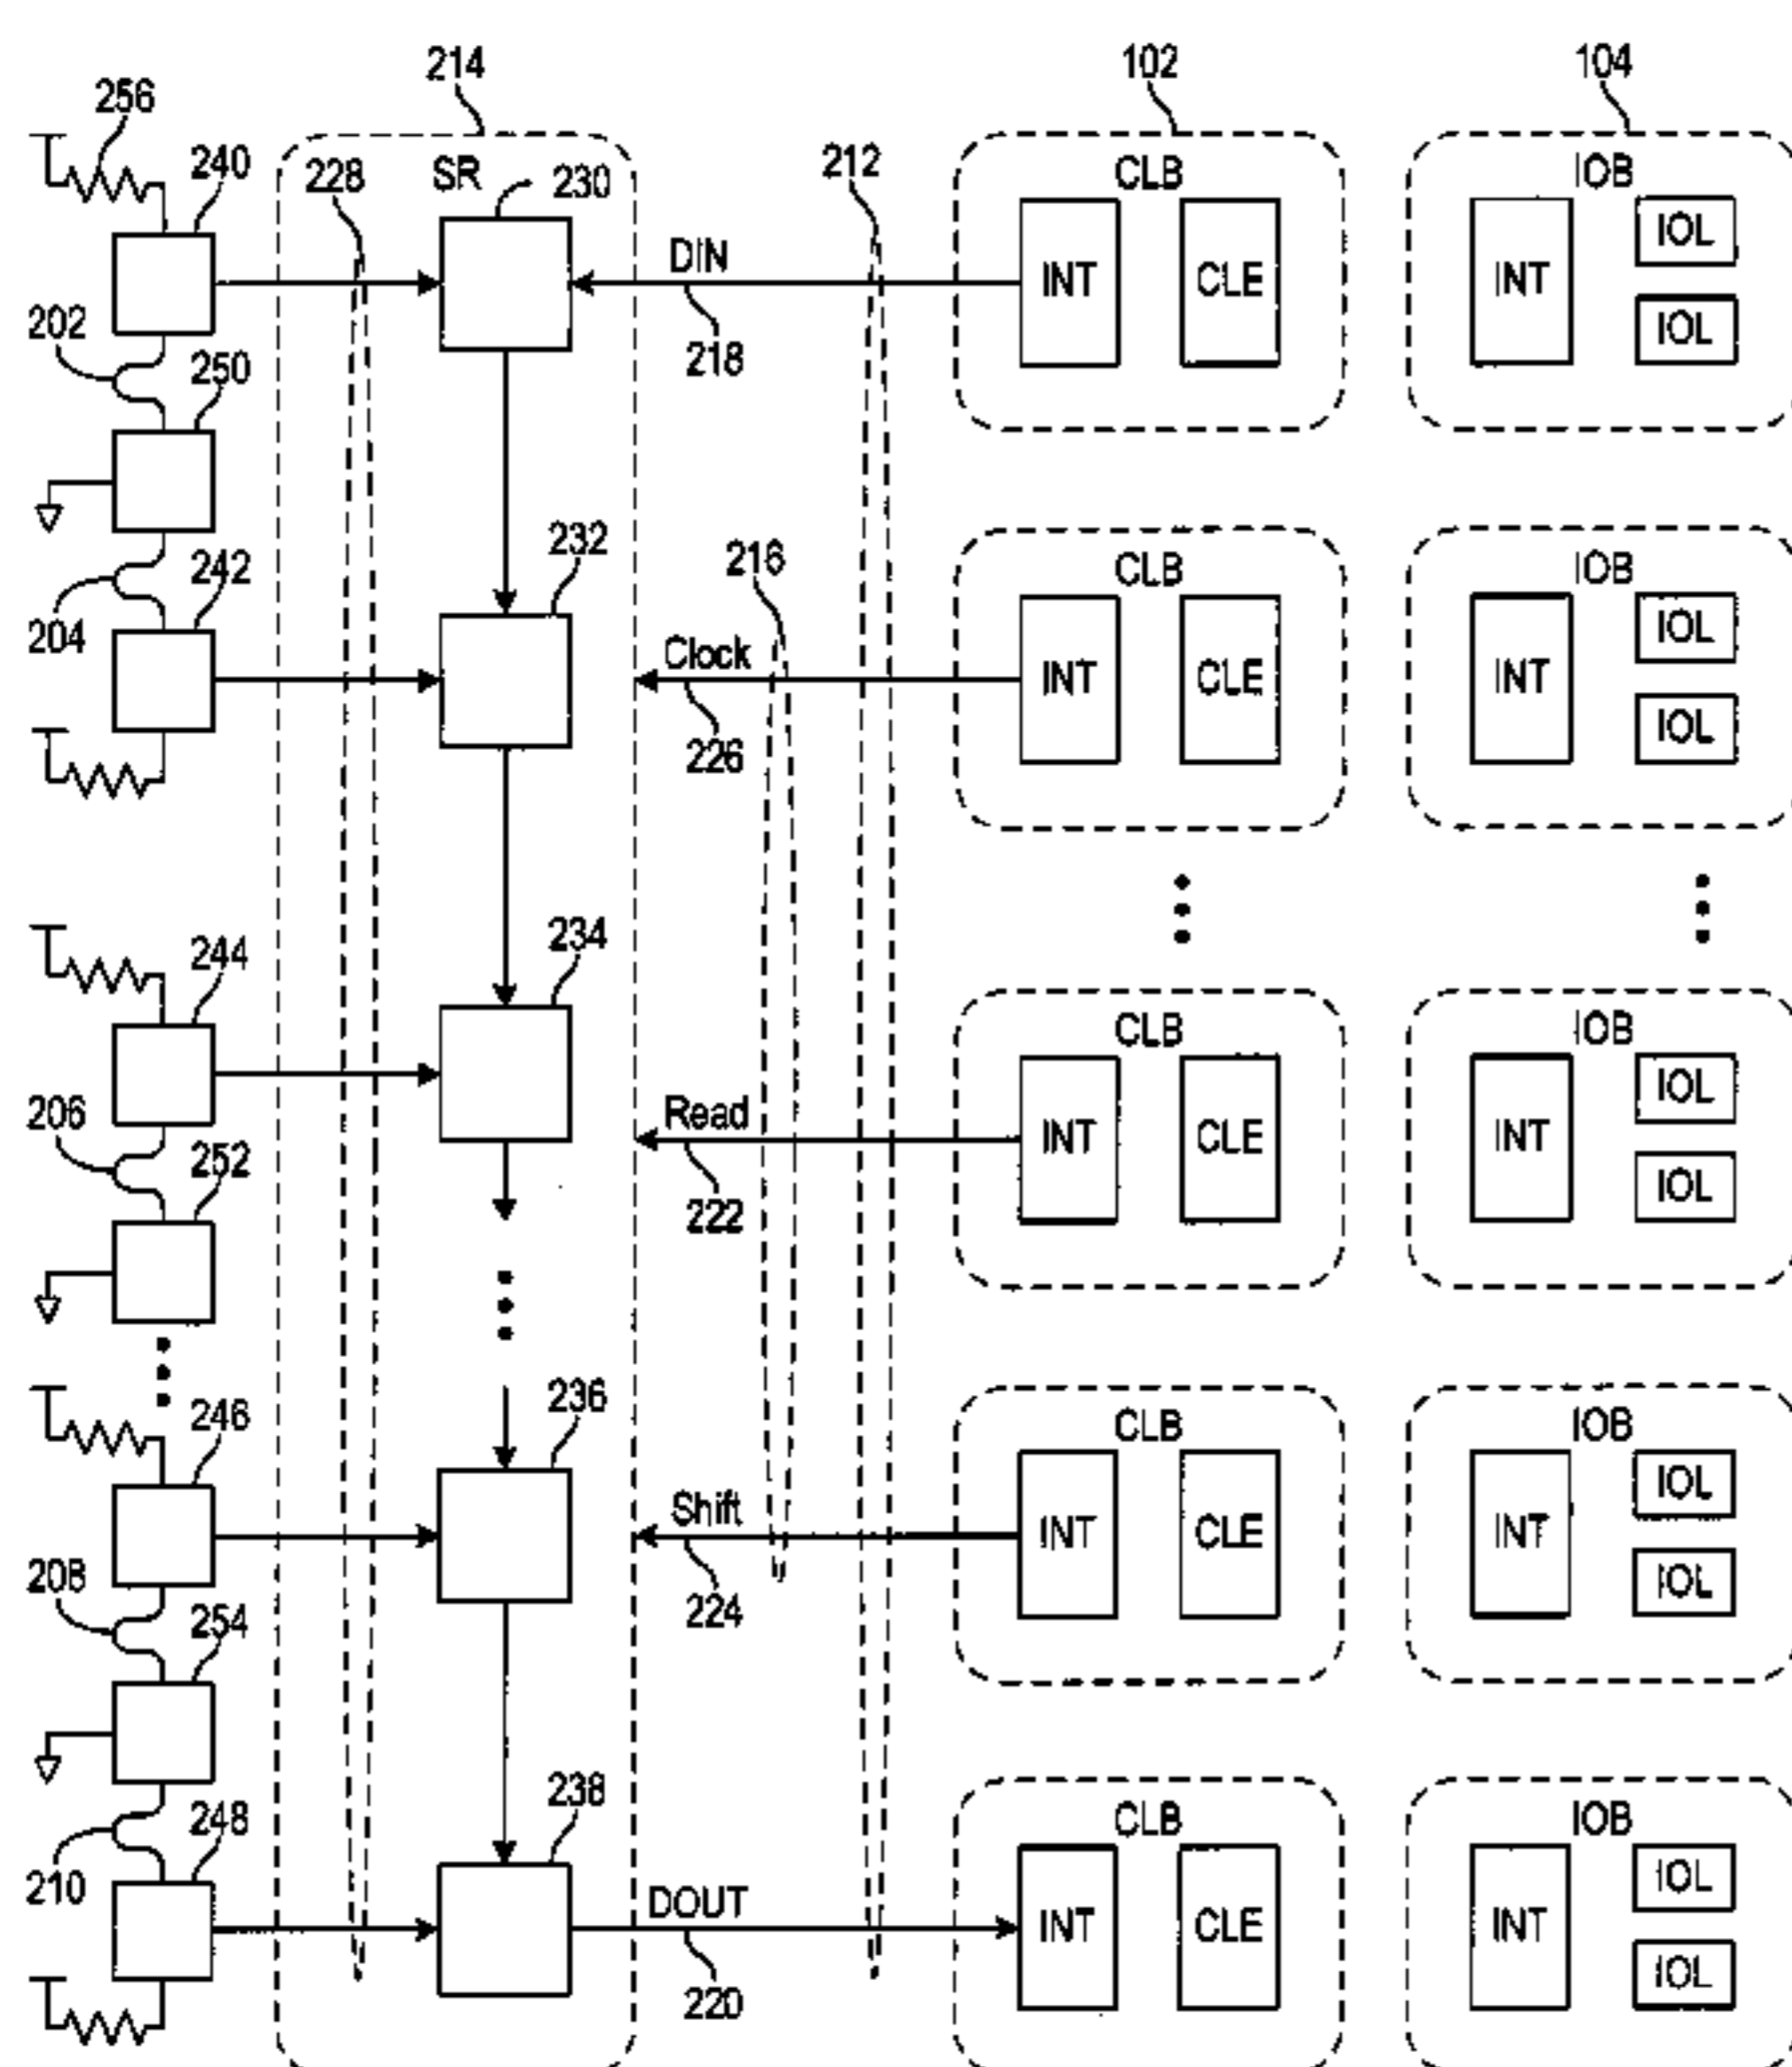 214
102
104
256
240
228
SR
230
212
CLB
IOB
DIN
INT
CLE
INT
IOL
IOL
202
250
218
232
216
242
204
CLB
IOB
Clock
INT
CLE
INT
IOL
IOL
226
234
244
CLB
IOB
206
252
Read
INT
CLE
INT
IOL
IOL
222
236
246
CLB
IOB
208
254
Shift
INT
CLE
INT
IOL
IOL
224
238
248
CLB
IOB
210
DOUT
INT
CLE
INT
IOL
IOL
220